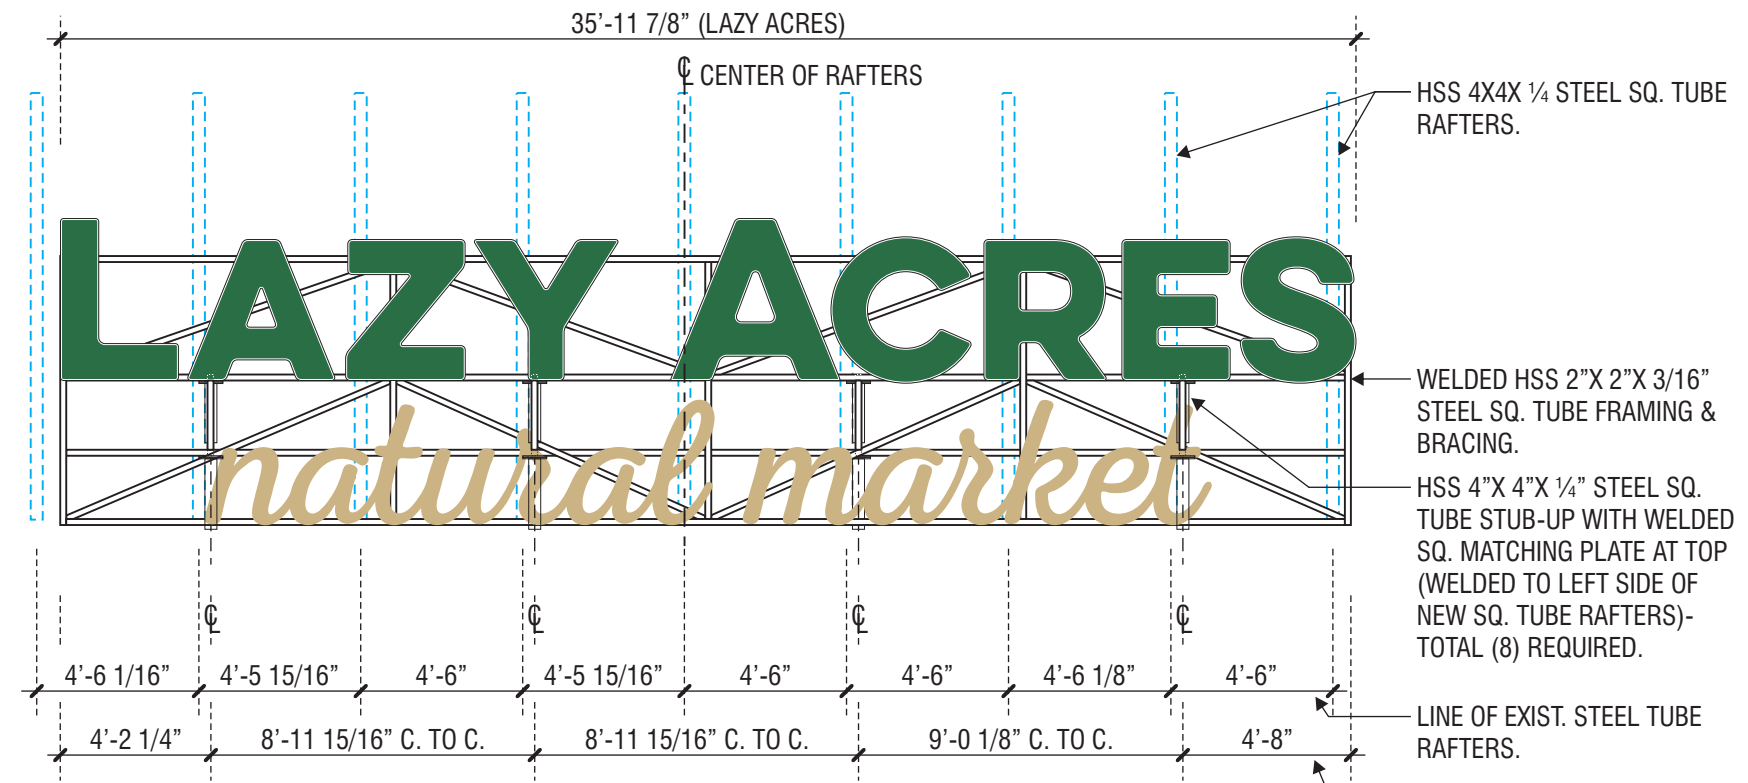 35’-11 7/8” (LAZY ACRES)
℄ CENTER OF RAFTERS
HSS 4X4X ¼ STEEL SQ. TUBE
RAFTERS.
LAZY ACRES
natural market
WELDED HSS 2”X 2”X 3/16”
STEEL SQ. TUBE FRAMING &
BRACING.
HSS 4”X 4”X ¼” STEEL SQ.
TUBE STUB-UP WITH WELDED
SQ. MATCHING PLATE AT TOP
(WELDED TO LEFT SIDE OF
NEW SQ. TUBE RAFTERS)-
TOTAL (8) REQUIRED.
℄ ℄ ℄ ℄
4’-6 1/16” 4’-5 15/16” 4’-6” 4’-5 15/16” 4’-6” 4’-6” 4’-6 1/8” 4’-6”
LINE OF EXIST. STEEL TUBE
RAFTERS.
4’-2 1/4” 8’-11 15/16” C. TO C. 8’-11 15/16” C. TO C. 9’-0 1/8” C. TO C. 4’-8”